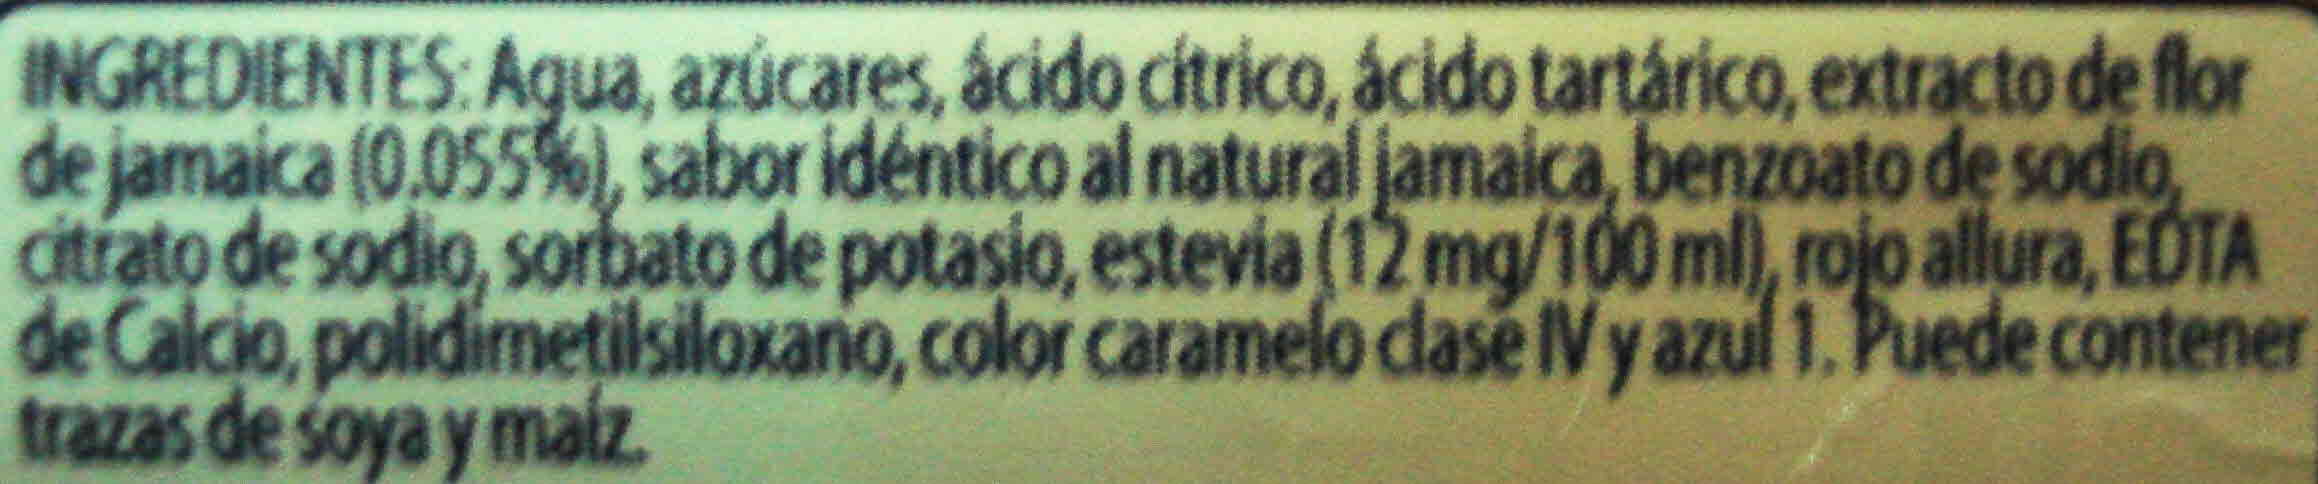 INGREDIENTES: Agua, azúcares, ácido cítrico, ácido tartárico, extracto de flor
de jamaica (0.055%), sabor idéntico al natural jamaica, benzoato de sodio,
citrato de sodio, sorbato de potasio, estevia (12 mg/100 ml), rojo allura, EDTA
de Calcio, polidimetilsiloxano, color caramelo clase IV y azul 1. Puede contener
trazas de soya y maíz.